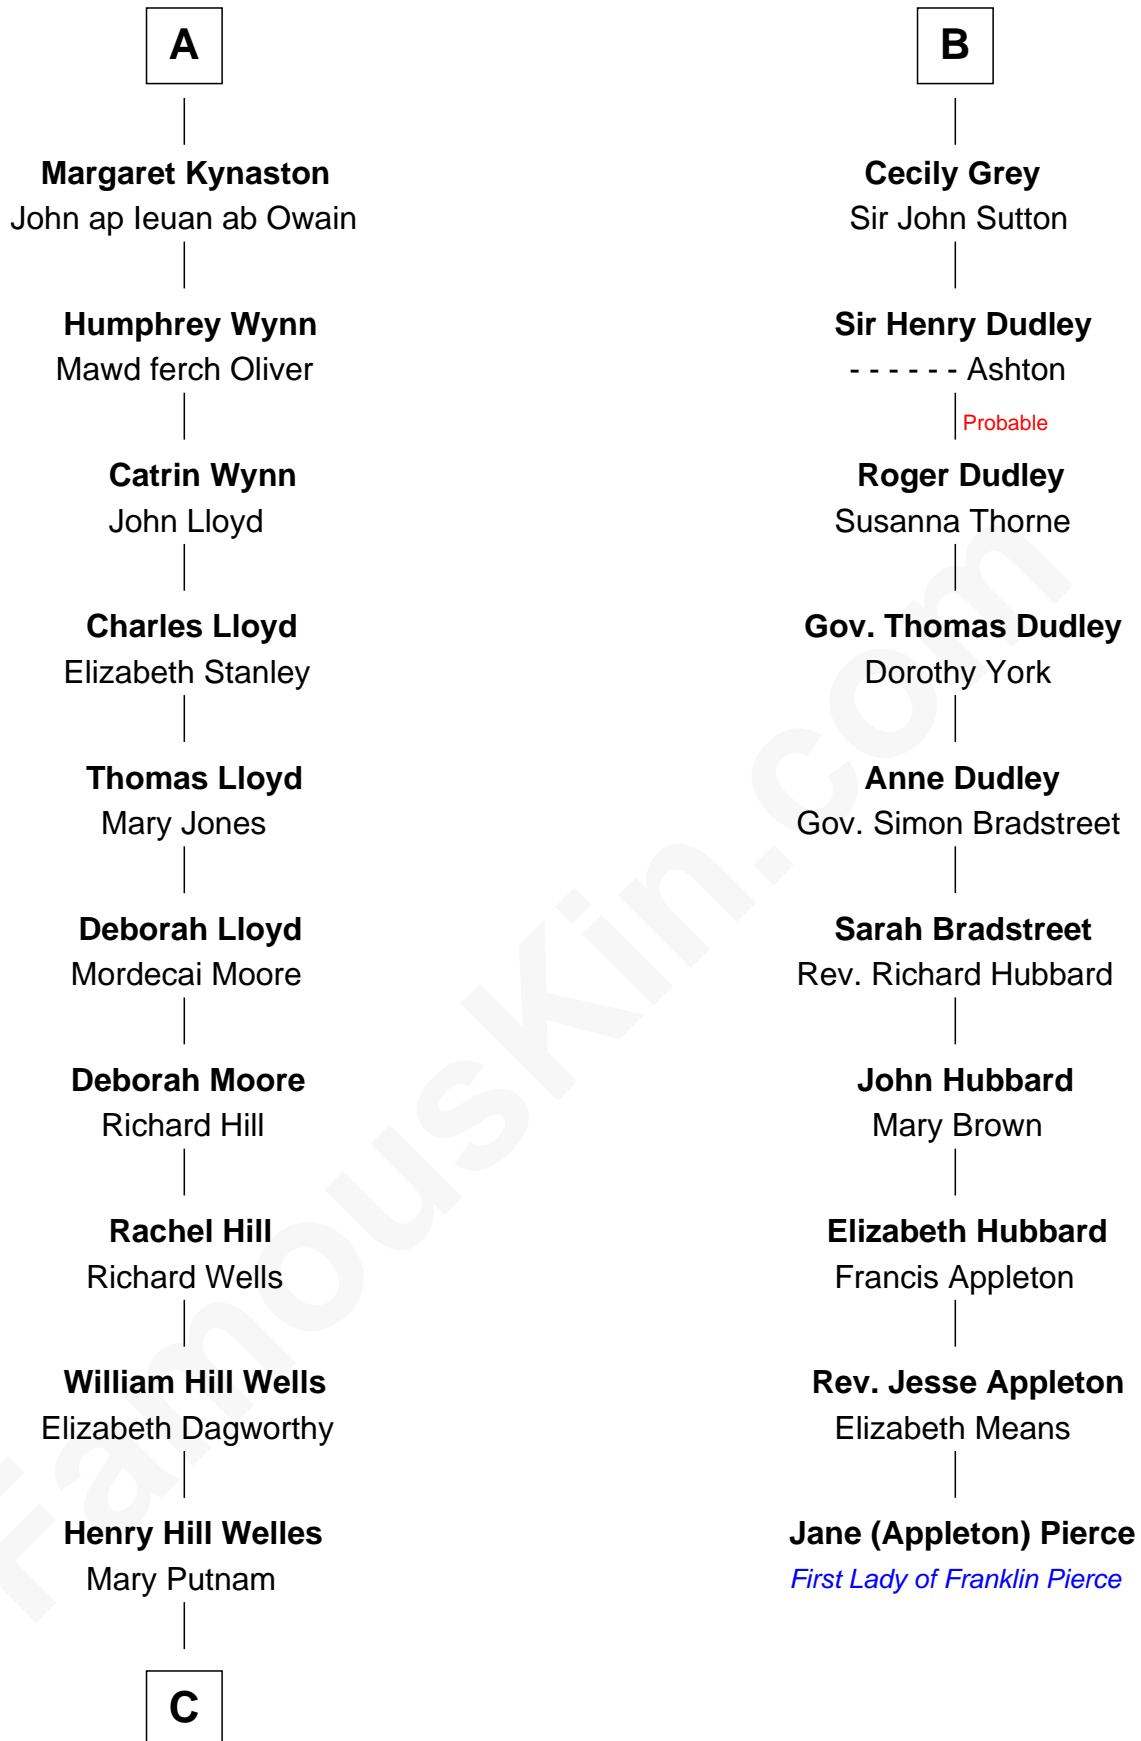 A
Margaret Kynaston
John ap Ieuan ab Owain
Humphrey Wynn
Mawd ferch Oliver
Catrin Wynn
John Lloyd
Charles Lloyd
Elizabeth Stanley
Thomas Lloyd
Mary Jones
Deborah Lloyd
Mordecai Moore
Deborah Moore
Richard Hill
Rachel Hill
Richard Wells
William Hill Wells
Elizabeth Dagworthy
Henry Hill Welles
Mary Putnam
C
B
Cecily Grey
Sir John Sutton
Sir Henry Dudley
- - - - - - Ashton
Probable
Roger Dudley
Susanna Thorne
Gov. Thomas Dudley
Dorothy York
Anne Dudley
Gov. Simon Bradstreet
Sarah Bradstreet
Rev. Richard Hubbard
John Hubbard
Mary Brown
Elizabeth Hubbard
Francis Appleton
Rev. Jesse Appleton
Elizabeth Means
Jane (Appleton) Pierce
First Lady of Franklin Pierce
FamousKin.com